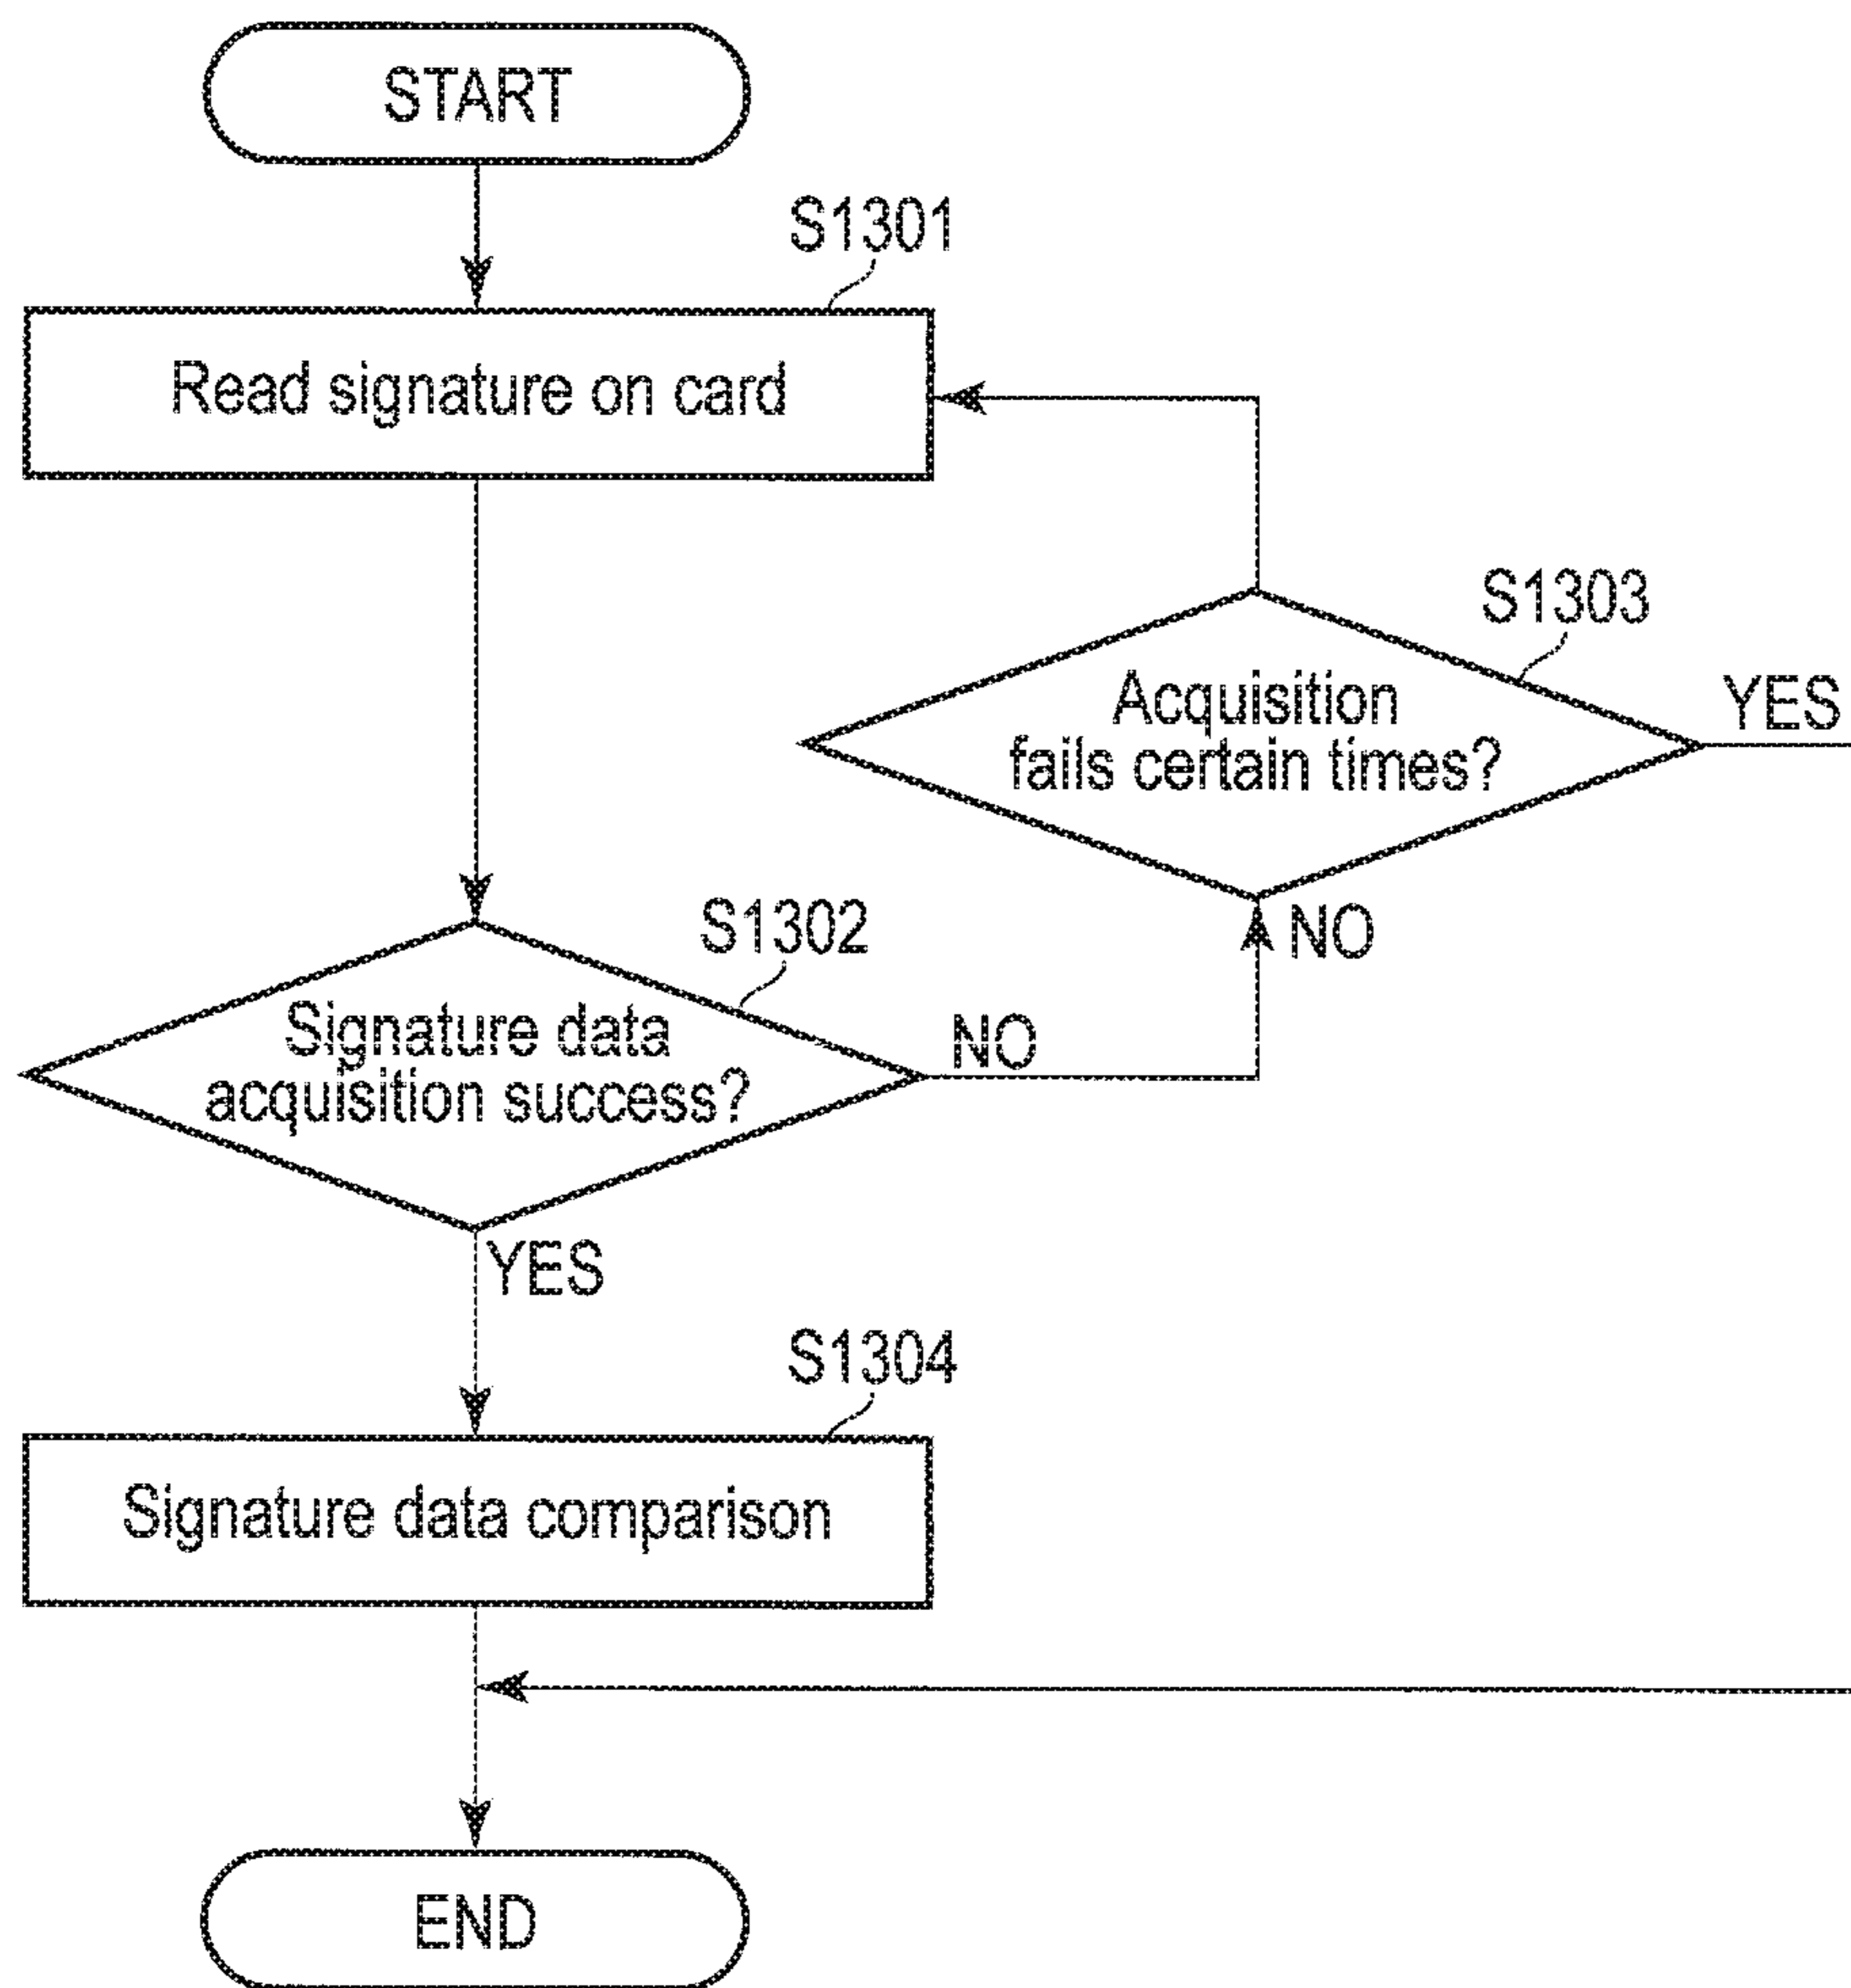 START
S1301
Read signature on card
S1303
Acquisition
fails certain times?
YES
NO
S1302
Signature data
acquisition success?
NO
YES
S1304
Signature data comparison
END